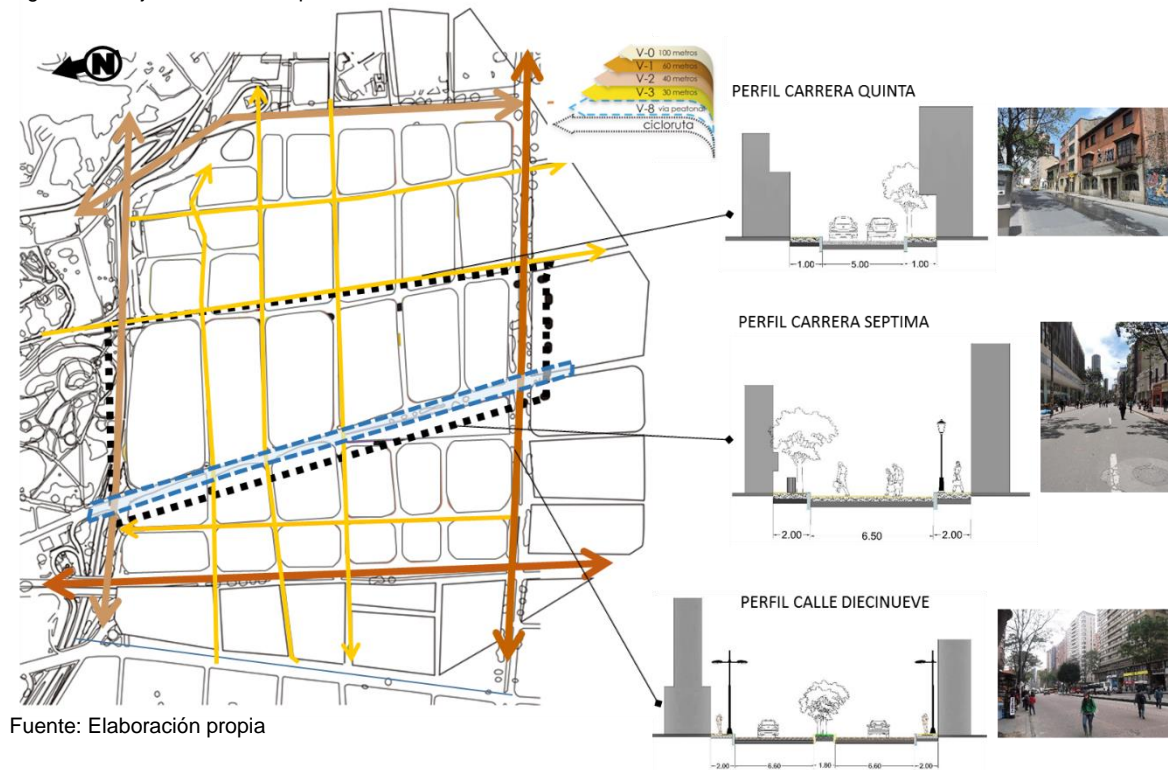 N
V-0 100 metros
V-1 60 metros
V-2 40 metros
V-3 30 metros
V-8 via peatonal
cicloruta
PERFIL CARRERA QUINTA
1.00 5.00 1.00
PERFIL CARRERA SEPTIMA
2.00 6.50 2.00
PERFIL CALLE DIECINUEVE
2.00 6.60 1.80 6.60 2.00
Fuente: Elaboración propia